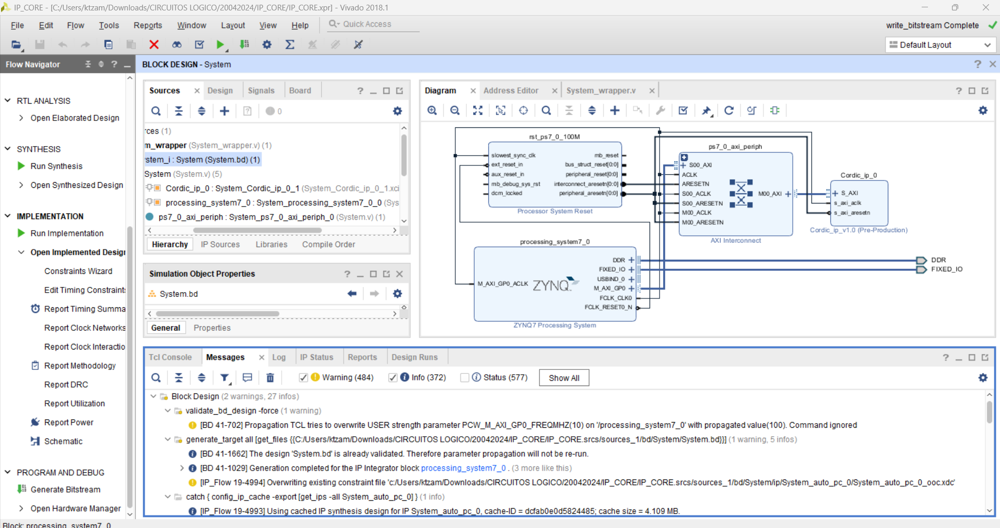 IP_CORE - [C:/Users/ktzam/Downloads/CIRCUITOS LOGICO/20042024/IP_CORE/IP_CORE.xpr] - Vivado 2018.1
File Edit Flow Tools Reports Window Layout View Help Quick Access
write_bitstream Complete
Default Layout
Flow Navigator
RTL ANALYSIS
Open Elaborated Design
SYNTHESIS
Run Synthesis
Open Synthesized Design
IMPLEMENTATION
Run Implementation
Open Implemented Desigr
Constraints Wizard
Edit Timing Constraints
Report Timing Summa
Report Clock Networks
Report Clock Interactio
Report Methodology
Report DRC
Report Utilization
Report Power
Schematic
PROGRAM AND DEBUG
Generate Bitstream
Open Hardware Manager
Block: processing_system7_0
BLOCK DESIGN - System
Sources Design Signals Board
0
rces (1)
m_wrapper (System_wrapper.v) (1)
stem_i : System (System.bd) (1)
System (System.v) (5)
Cordic_ip_0 : System_Cordic_ip_0_1 (System_Cordic_ip_0_1.xci
processing_system7_0 : System_processing_system7_0_0 (Sys
ps7_0_axi_periph : System_ps7_0_axi_periph_0 (System.v) (1)
Hierarchy IP Sources Libraries Compile Order
Simulation Object Properties
System.bd
General Properties
Diagram Address Editor System_wrapper.v
rst_ps7_0_100M
slowest_sync_clk mb_reset
ext_reset_in bus_struct_reset[0:0]
aux_reset_in peripheral_reset[0:0]
mb_debug_sys_rst interconnect_aresetn[0:0]
dcm_locked peripheral_aresetn[0:0]
Processor System Reset
ps7_0_axi_periph
S00_AXI
ACLK
ARESETN
S00_ACLK M00_AXI
S00_ARESETN
M00_ACLK
M00_ARESETN
AXI Interconnect
Cordic_ip_0
S_AXI
s_axi_aclk
s_axi_aresetn
Cordic_ip_v1.0 (Pre-Production)
processing_system7_0
DDR
FIXED_IO
USBIND_0
M_AXI_GP0_ACLK ZYNQ M_AXI_GP0
FCLK_CLK0
FCLK_RESET0_N
ZYNQ7 Processing System
DDR
FIXED_IO
Tcl Console Messages Log IP Status Reports Design Runs
Warning (484) Info (372) Status (577) Show All
Block Design (2 warnings, 27 infos)
validate_bd_design -force (1 warning)
[BD 41-702] Propagation TCL tries to overwrite USER strength parameter PCW_M_AXI_GP0_FREQMHZ(10) on '/processing_system7_0' with propagated value(100). Command ignored
generate_target all [get_files {{C:/Users/ktzam/Downloads/CIRCUITOS LOGICO/20042024/IP_CORE/IP_CORE.srcs/sources_1/bd/System/System.bd}}] (1 warning, 5 infos)
[BD 41-1662] The design 'System.bd' is already validated. Therefore parameter propagation will not be re-run.
[BD 41-1029] Generation completed for the IP Integrator block processing_system7_0 . (3 more like this)
[IP_Flow 19-4994] Overwriting existing constraint file 'c:/Users/ktzam/Downloads/CIRCUITOS LOGICO/20042024/IP_CORE/IP_CORE.srcs/sources_1/bd/System/ip/System_auto_pc_0/System_auto_pc_0_ooc.xdc'
catch { config_ip_cache -export [get_ips -all System_auto_pc_0] } (1 info)
[IP_Flow 19-4993] Using cached IP synthesis design for IP System_auto_pc_0, cache-ID = dcfab0e0d5824485; cache size = 4.109 MB.